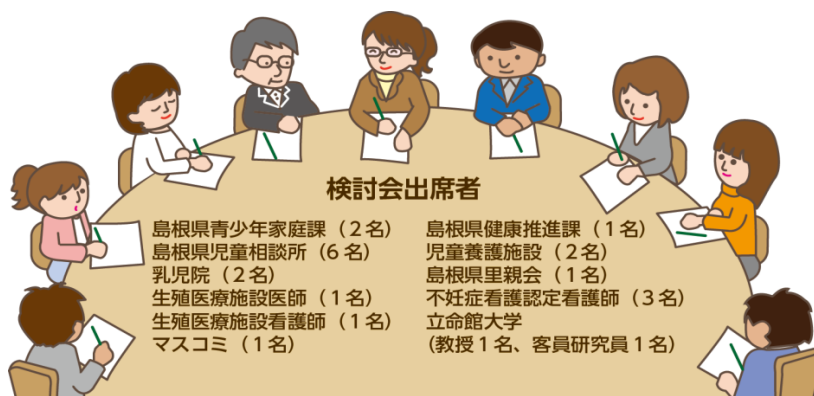 検討会出席者
島根県青少年家庭課（２名）
島根県児童相談所（６名）
乳児院（２名）
生殖医療施設医師（１名）
生殖医療施設看護師（１名）
マスコミ（１名）
島根県健康推進課（１名）
児童養護施設（２名）
島根県里親会（１名）
不妊症看護認定看護師（３名）
立命館大学
（教授１名、客員研究員１名）